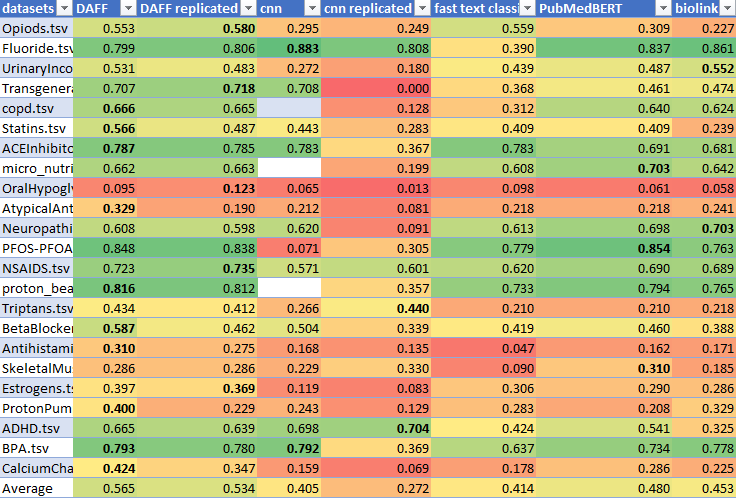 datasets DAFF DAFF replicated cnn cnn replicated fast text classi PubMedBERT biolink
Opiods.tsv 0.553 0.580 0.295 0.249 0.559 0.309 0.227
Fluoride.tsv 0.799 0.806 0.883 0.808 0.390 0.837 0.861
UrinaryInco 0.531 0.483 0.272 0.180 0.439 0.487 0.552
Transgenera 0.707 0.718 0.708 0.000 0.368 0.461 0.474
copd.tsv 0.666 0.665 0.128 0.312 0.640 0.624
Statins.tsv 0.566 0.487 0.443 0.283 0.409 0.409 0.239
ACEInhibito 0.787 0.785 0.783 0.367 0.783 0.691 0.681
micro_nutri 0.662 0.663 0.199 0.608 0.703 0.642
OralHypogly 0.095 0.123 0.065 0.013 0.098 0.061 0.058
AtypicalAnt 0.329 0.190 0.212 0.081 0.218 0.218 0.241
Neuropathi 0.608 0.598 0.620 0.091 0.613 0.698 0.703
PFOS-PFOA 0.848 0.838 0.071 0.305 0.779 0.854 0.763
NSAIDS.tsv 0.723 0.735 0.571 0.601 0.620 0.690 0.689
proton_bea 0.816 0.812 0.357 0.733 0.794 0.765
Triptans.tsv 0.434 0.412 0.266 0.440 0.210 0.210 0.218
BetaBlocker 0.587 0.462 0.504 0.339 0.419 0.460 0.388
Antihistami 0.310 0.275 0.168 0.135 0.047 0.162 0.171
SkeletalMus 0.286 0.286 0.229 0.330 0.090 0.310 0.185
Estrogens.ts 0.397 0.369 0.119 0.083 0.306 0.290 0.286
ProtonPum 0.400 0.229 0.243 0.129 0.283 0.208 0.329
ADHD.tsv 0.665 0.639 0.698 0.704 0.424 0.541 0.325
BPA.tsv 0.793 0.780 0.792 0.369 0.637 0.734 0.778
CalciumCha 0.424 0.347 0.159 0.069 0.178 0.286 0.225
Average 0.565 0.534 0.405 0.272 0.414 0.480 0.453